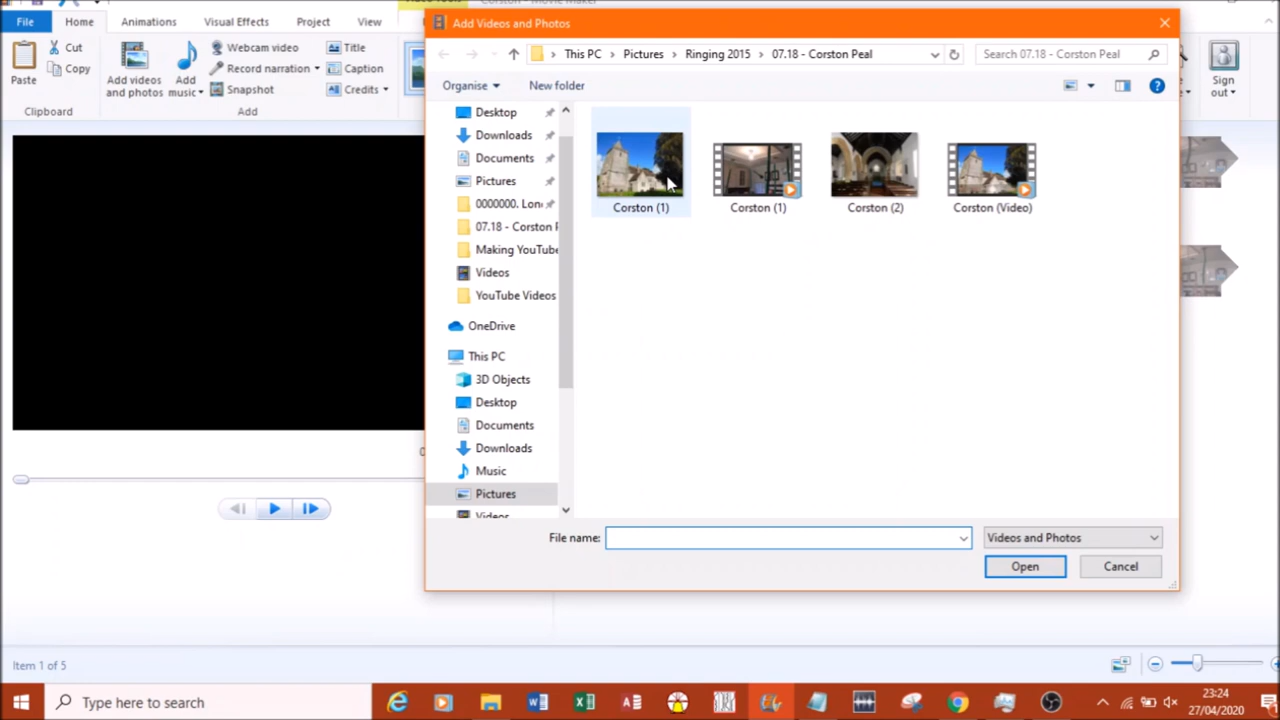 File
Home
Animations
Visual Effects
Project
View
Cut
Copy
Paste
Clipboard
Add videos
and photos
Add
music
Webcam video
Record narration
Snapshot
Title
Caption
Credits
Add
Sign
out
Add Videos and Photos
This PC > Pictures > Ringing 2015 > 07.18 - Corston Peal
Search 07.18 - Corston Peal
Organise
New folder
Desktop
Downloads
Documents
Pictures
0000000. Lon
07.18 - Corston P
Making YouTube
Videos
YouTube Videos
OneDrive
This PC
3D Objects
Desktop
Documents
Downloads
Music
Pictures
Videos
Corston (1)
Corston (1)
Corston (2)
Corston (Video)
File name:
Videos and Photos
Open
Cancel
Item 1 of 5
Type here to search
23:24
27/04/2020